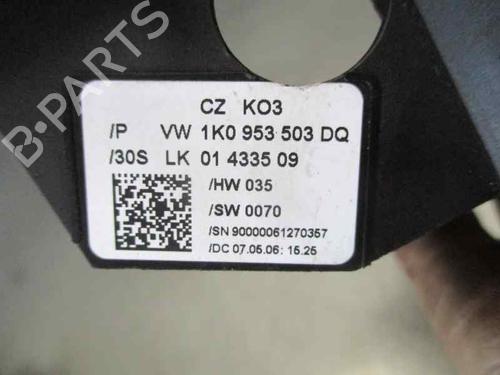 B-PARTS
CZ KO3
/P VW 1K0 953 503 DQ
/30S LK 01 4335 09
/HW 035
/SW 0070
/SN 90000061270357
/DC 07.05.06: 15.25